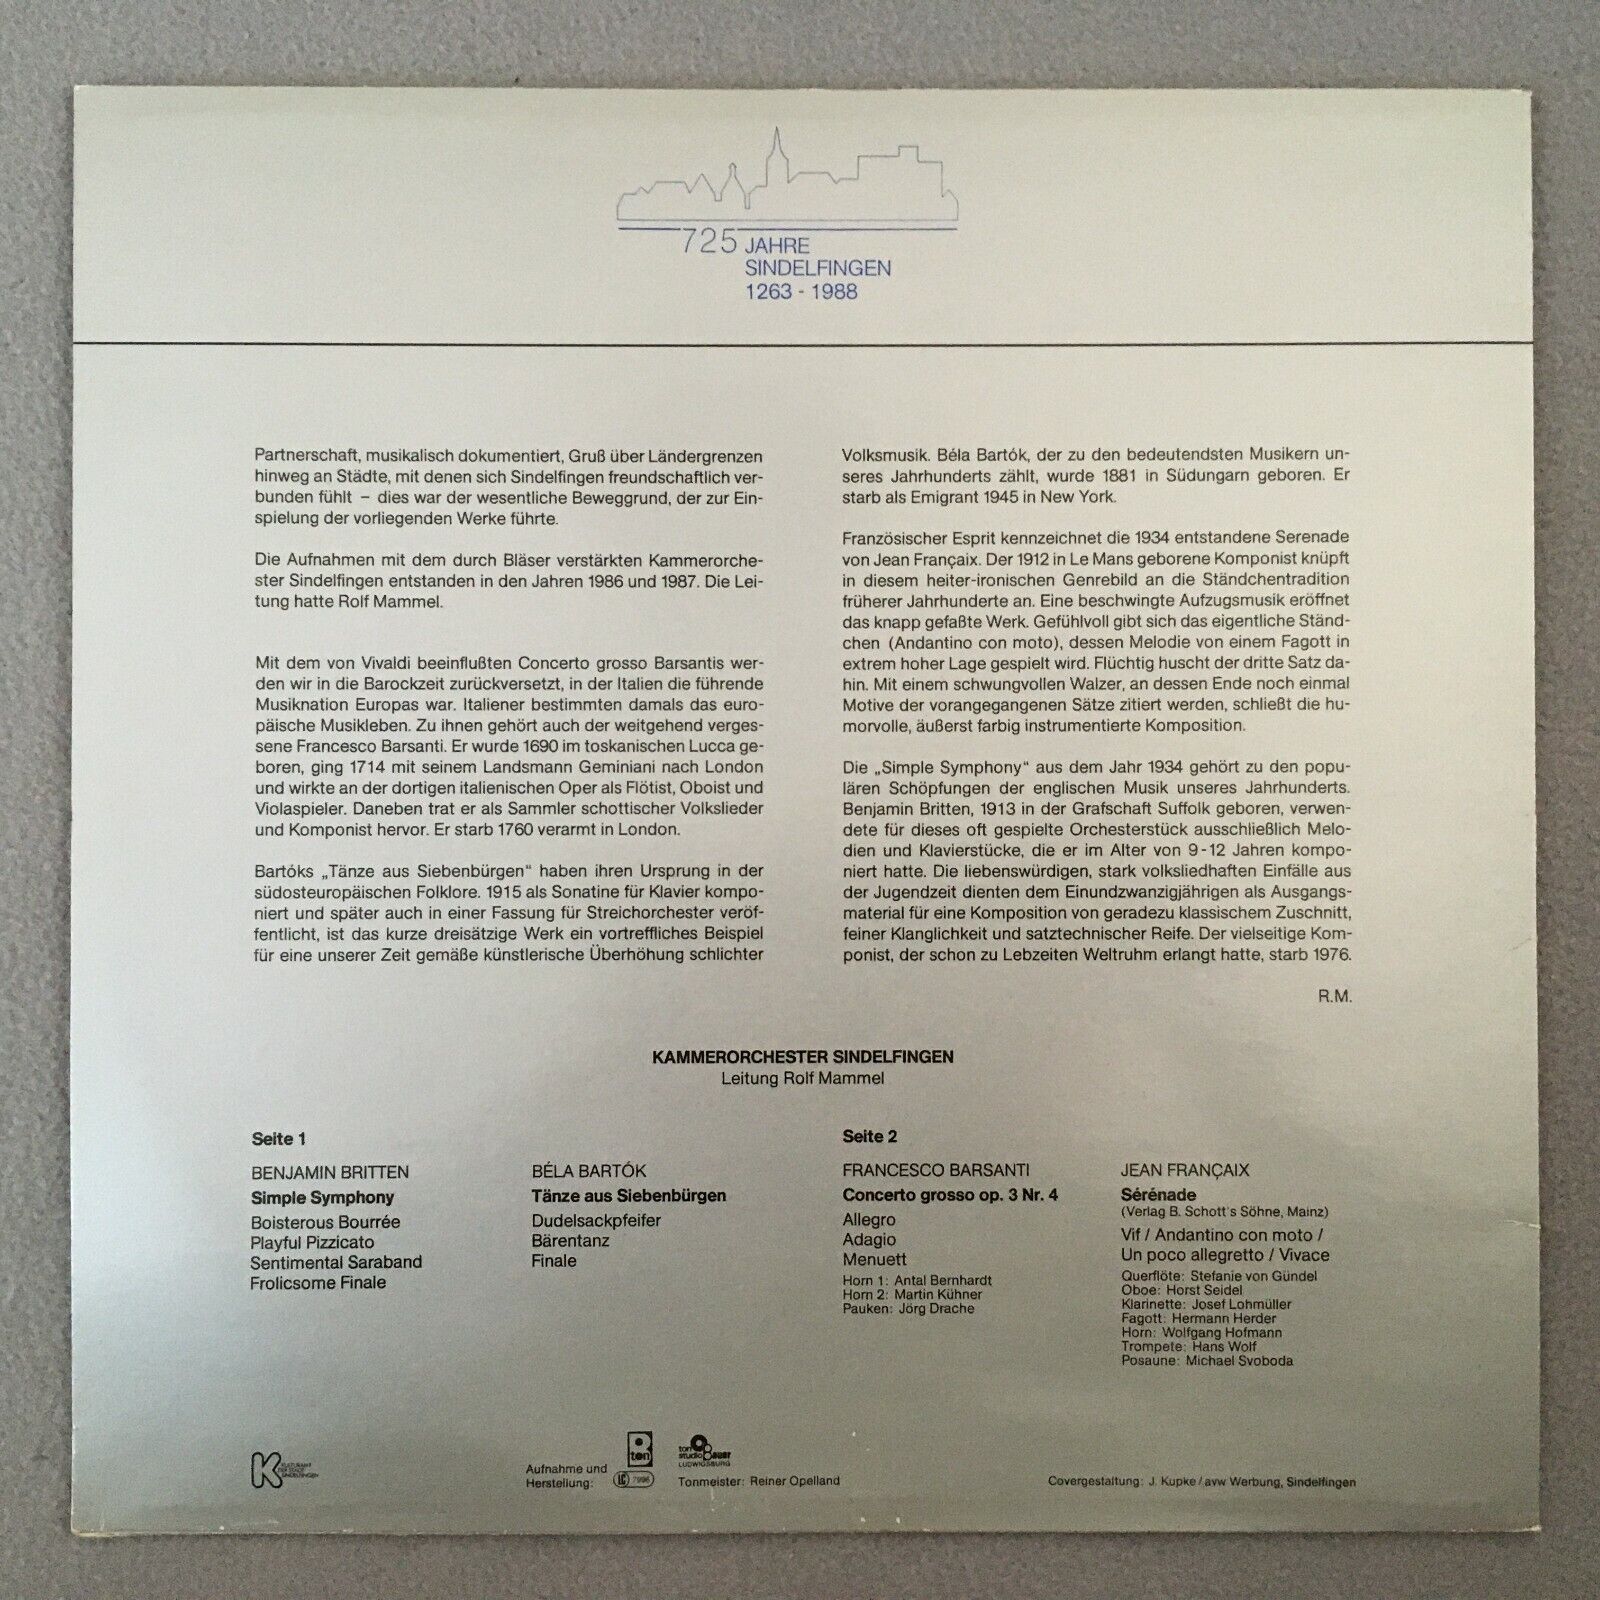 725 JAHRE
SINDELFINGEN
1263 - 1988
Partnerschaft, musikalisch dokumentiert, Gruß über Ländergrenzen
hinweg an Städte, mit denen sich Sindelfingen freundschaftlich ver-
bunden fühlt – dies war der wesentliche Beweggrund, der zur Ein-
spielung der vorliegenden Werke führte.
Die Aufnahmen mit dem durch Bläser verstärkten Kammerorche-
ster Sindelfingen entstanden in den Jahren 1986 und 1987. Die Lei-
tung hatte Rolf Mammel.
Mit dem von Vivaldi beeinflußten Concerto grosso Barsantis wer-
den wir in die Barockzeit zurückversetzt, in der Italien die führende
Musiknation Europas war. Italiener bestimmten damals das euro-
päische Musikleben. Zu ihnen gehört auch der weitgehend verges-
sene Francesco Barsanti. Er wurde 1690 im toskanischen Lucca ge-
boren, ging 1714 mit seinem Landsmann Geminiani nach London
und wirkte an der dortigen italienischen Oper als Flötist, Oboist und
Violaspieler. Daneben trat er als Sammler schottischer Volkslieder
und Komponist hervor. Er starb 1760 verarmt in London.
Bartóks „Tänze aus Siebenbürgen" haben ihren Ursprung in der
südosteuropäischen Folklore. 1915 als Sonatine für Klavier kompo-
niert und später auch in einer Fassung für Streichorchester veröf-
fentlicht, ist das kurze dreisätzige Werk ein vortreffliches Beispiel
für eine unserer Zeit gemäße künstlerische Überhöhung schlichter
Volksmusik. Béla Bartók, der zu den bedeutendsten Musikern un-
seres Jahrhunderts zählt, wurde 1881 in Südungarn geboren. Er
starb als Emigrant 1945 in New York.
Französischer Esprit kennzeichnet die 1934 entstandene Serenade
von Jean Françaix. Der 1912 in Le Mans geborene Komponist knüpft
in diesem heiter-ironischen Genrebild an die Ständchentradition
früherer Jahrhunderte an. Eine beschwingte Aufzugsmusik eröffnet
das knapp gefaßte Werk. Gefühlvoll gibt sich das eigentliche Ständ-
chen (Andantino con moto), dessen Melodie von einem Fagott in
extrem hoher Lage gespielt wird. Flüchtig huscht der dritte Satz da-
hin. Mit einem schwungvollen Walzer, an dessen Ende noch einmal
Motive der vorangegangenen Sätze zitiert werden, schließt die hu-
morvolle, äußerst farbig instrumentierte Komposition.
Die „Simple Symphony" aus dem Jahr 1934 gehört zu den popu-
lären Schöpfungen der englischen Musik unseres Jahrhunderts.
Benjamin Britten, 1913 in der Grafschaft Suffolk geboren, verwen-
dete für dieses oft gespielte Orchesterstück ausschließlich Melo-
dien und Klavierstücke, die er im Alter von 9-12 Jahren kompo-
niert hatte. Die liebenswürdigen, stark volksliedhaften Einfälle aus
der Jugendzeit dienten dem Einundzwanzigjährigen als Ausgangs-
material für eine Komposition von geradezu klassischem Zuschnitt,
feiner Klanglichkeit und satztechnischer Reife. Der vielseitige Kom-
ponist, der schon zu Lebzeiten Weltruhm erlangt hatte, starb 1976.
R.M.
KAMMERORCHESTER SINDELFINGEN
Leitung Rolf Mammel
Seite 1
BENJAMIN BRITTEN
Simple Symphony
Boisterous Bourrée
Playful Pizzicato
Sentimental Saraband
Frolicsome Finale
BÉLA BARTÓK
Tänze aus Siebenbürgen
Dudelsackpfeifer
Bärentanz
Finale
Seite 2
FRANCESCO BARSANTI
Concerto grosso op. 3 Nr. 4
Allegro
Adagio
Menuett
Horn 1: Antal Bernhardt
Horn 2: Martin Kühner
Pauken: Jörg Drache
JEAN FRANÇAIX
Sérénade
(Verlag B. Schott's Söhne, Mainz)
Vif / Andantino con moto /
Un poco allegretto / Vivace
Querflöte: Stefanie von Gündel
Oboe: Horst Seidel
Klarinette: Josef Lohmüller
Fagott: Hermann Herder
Horn: Wolfgang Hofmann
Trompete: Hans Wolf
Posaune: Michael Svoboda
K KULTURAMT
DER STADT
SINDELFINGEN
Aufnahme und
Herstellung:
B ton
LC 7996
ton studio Bauer
LUDWIGSBURG
Tonmeister: Reiner Opelland
Covergestaltung: J. Kupke / avw Werbung, Sindelfingen